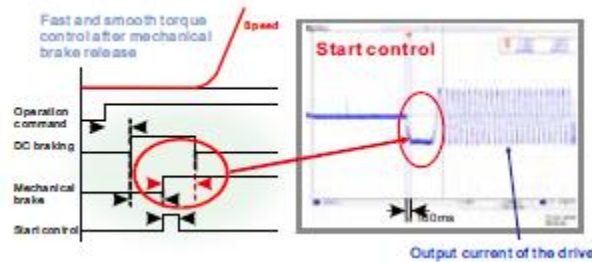 Fast and smooth torque
control after mechanical
brake release
Speed
Operation
command
DC braking
Mechanical
brake
Start control
Start control
100ms
Output current of the drive